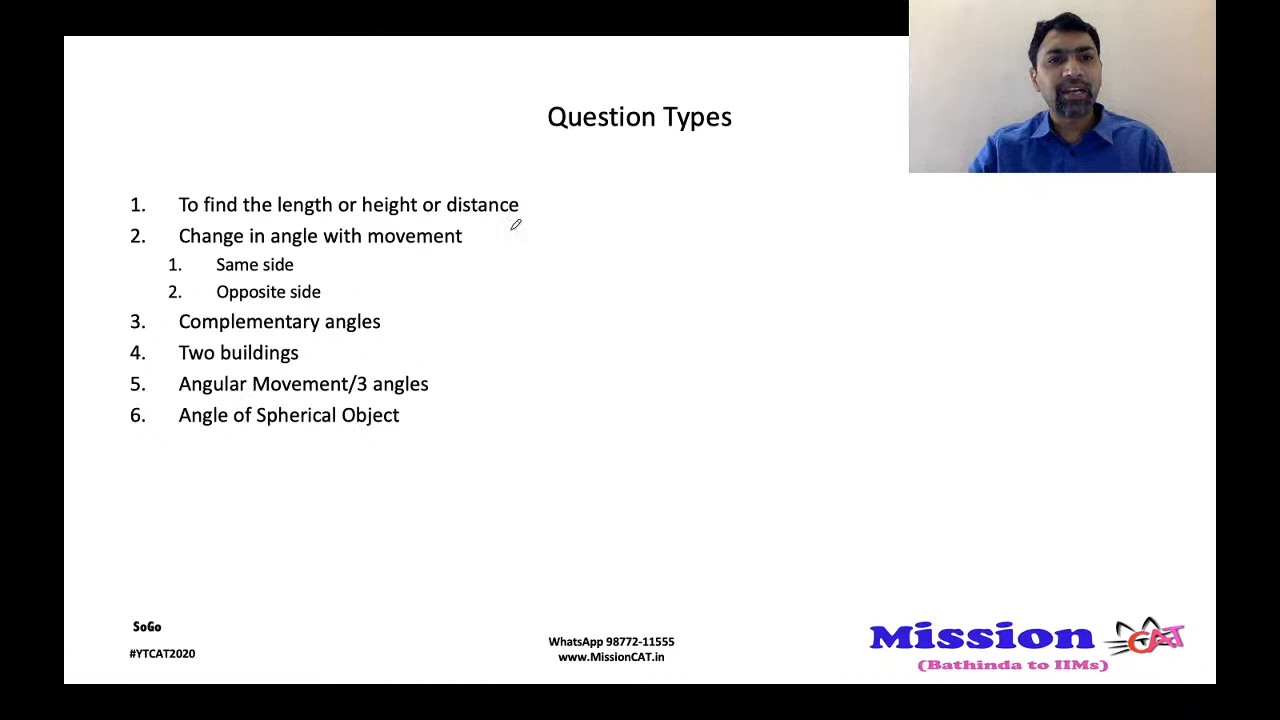 Question Types
1. To find the length or height or distance
2. Change in angle with movement
1. Same side
2. Opposite side
3. Complementary angles
4. Two buildings
5. Angular Movement/3 angles
6. Angle of Spherical Object
SoGo
#YTCAT2020
WhatsApp 98772-11555
www.MissionCAT.in
Mission CAT
(Bathinda to IIMs)